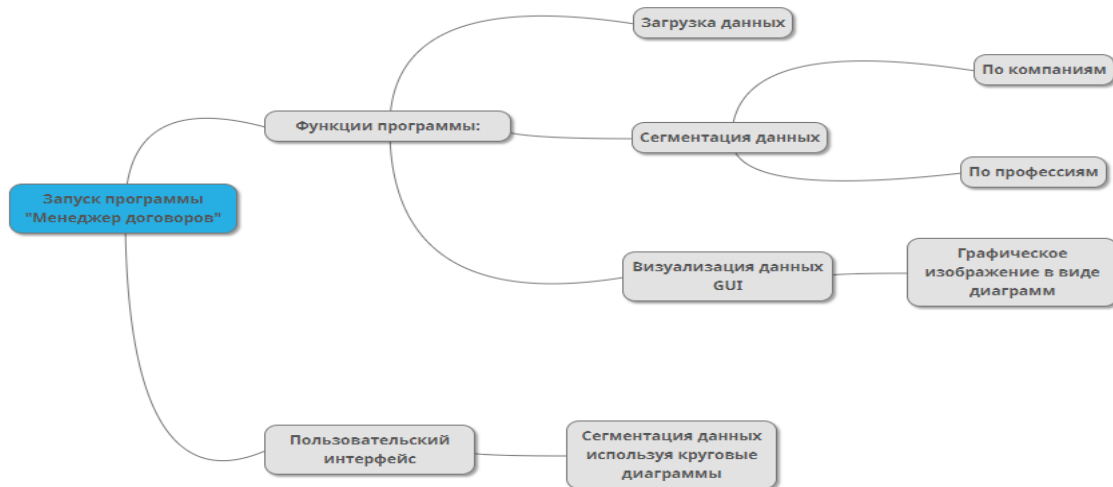 Загрузка данных
По компаниям
Функции программы:
Сегментация данных
По профессиям
Запуск программы
"Менеджер договоров"
Визуализация данных
GUI
Графическое
изображение в виде
диаграмм
Пользовательский
интерфейс
Сегментация данных
используя круговые
диаграммы